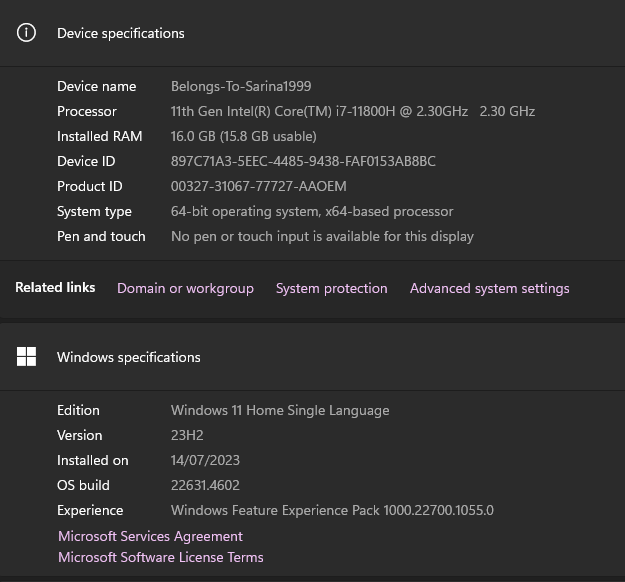 Device specifications
Device name Belongs-To-Sarina1999
Processor 11th Gen Intel(R) Core(TM) i7-11800H @ 2.30GHz 2.30 GHz
Installed RAM 16.0 GB (15.8 GB usable)
Device ID 897C71A3-5EEC-4485-9438-FAF0153AB8BC
Product ID 00327-31067-77727-AAOEM
System type 64-bit operating system, x64-based processor
Pen and touch No pen or touch input is available for this display
Related links Domain or workgroup System protection Advanced system settings
Windows specifications
Edition Windows 11 Home Single Language
Version 23H2
Installed on 14/07/2023
OS build 22631.4602
Experience Windows Feature Experience Pack 1000.22700.1055.0
Microsoft Services Agreement
Microsoft Software License Terms